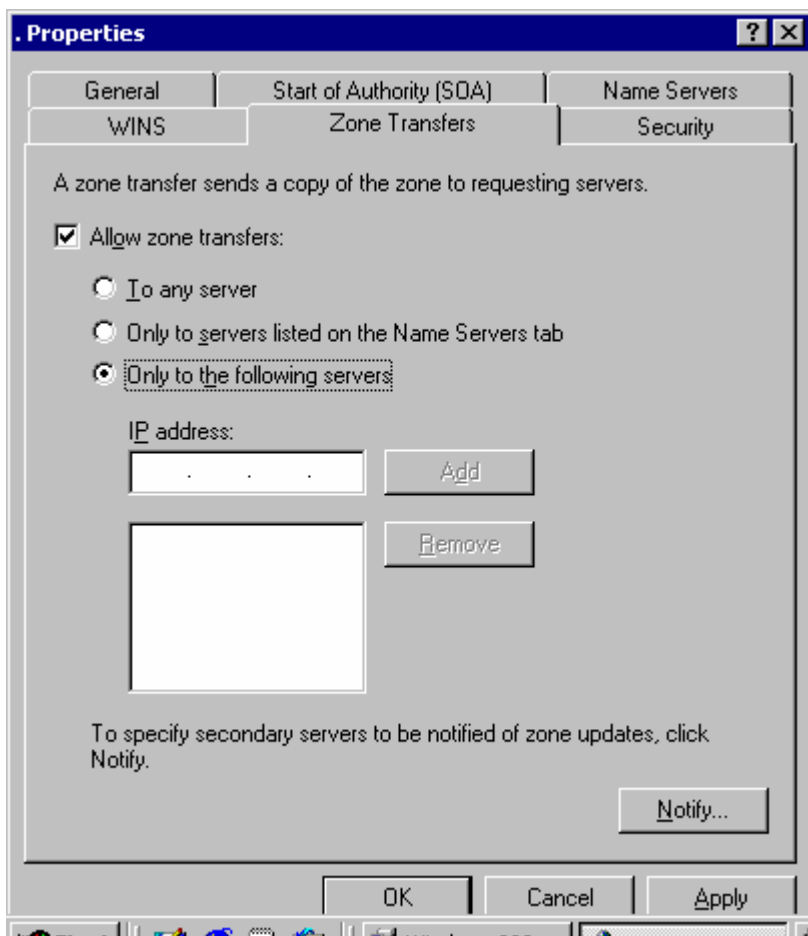 . Properties
General
Start of Authority (SOA)
Name Servers
WINS
Zone Transfers
Security
A zone transfer sends a copy of the zone to requesting servers.
Allow zone transfers:
To any server
Only to servers listed on the Name Servers tab
Only to the following servers
IP address:
. . .
Add
Remove
To specify secondary servers to be notified of zone updates, click
Notify.
Notify...
OK
Cancel
Apply